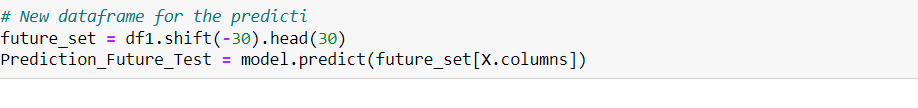 # New dataframe for the predicti
future_set = df1.shift(-30).head(30)
Prediction_Future_Test = model.predict(future_set[X.columns])